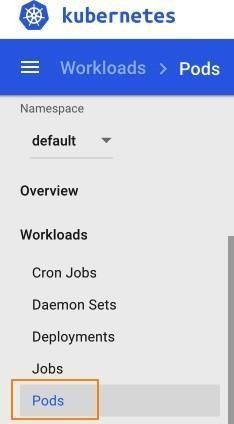 kubernetes
Workloads > Pods
Namespace
default
Overview
Workloads
Cron Jobs
Daemon Sets
Deployments
Jobs
Pods